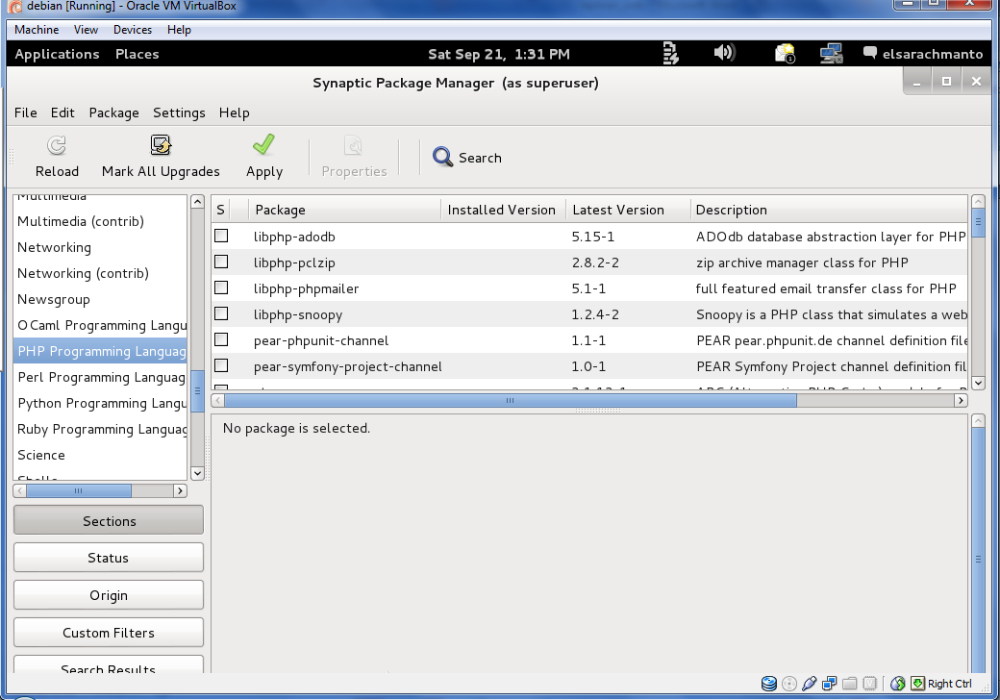 debian [Running] - Oracle VM VirtualBox
Machine View Devices Help
Applications Places Sat Sep 21, 1:31 PM 1 elsarachmanto
Synaptic Package Manager (as superuser)
File Edit Package Settings Help
Reload Mark All Upgrades Apply Properties Search
Multimedia
Multimedia (contrib)
Networking
Networking (contrib)
Newsgroup
OCaml Programming Langu
PHP Programming Languag
Perl Programming Languag
Python Programming Langu
Ruby Programming Languag
Science
Shells
Sections
Status
Origin
Custom Filters
Search Results
S Package Installed Version Latest Version Description
libphp-adodb 5.15-1 ADOdb database abstraction layer for PHP
libphp-pclzip 2.8.2-2 zip archive manager class for PHP
libphp-phpmailer 5.1-1 full featured email transfer class for PHP
libphp-snoopy 1.2.4-2 Snoopy is a PHP class that simulates a web
pear-phpunit-channel 1.1-1 PEAR pear.phpunit.de channel definition file
pear-symfony-project-channel 1.0-1 PEAR Symfony Project channel definition fil
No package is selected.
Right Ctrl